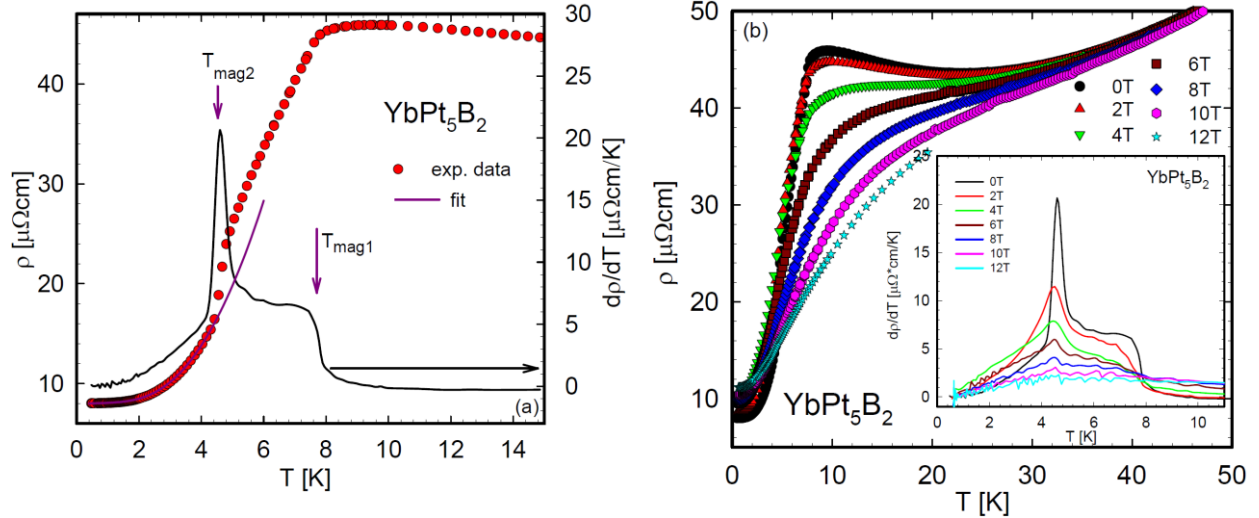 30
25
20
15
10
5
0
dρ/dT [μΩcm/K]
40
30
20
10
ρ [μΩcm]
T_mag2
YbPt₅B₂
exp. data
fit
T_mag1
(a)
0 2 4 6 8 10 12 14
T [K]
(b)
50
40
30
20
10
ρ [μΩcm]
0T
2T
4T
6T
8T
10T
12T
YbPt₅B₂
0 10 20 30 40 50
T [K]
25
20
15
10
5
0
dρ/dT [μΩ*cm/K]
0T
2T
4T
6T
8T
10T
12T
YbPt₅B₂
0 2 4 6 8 10
T [K]